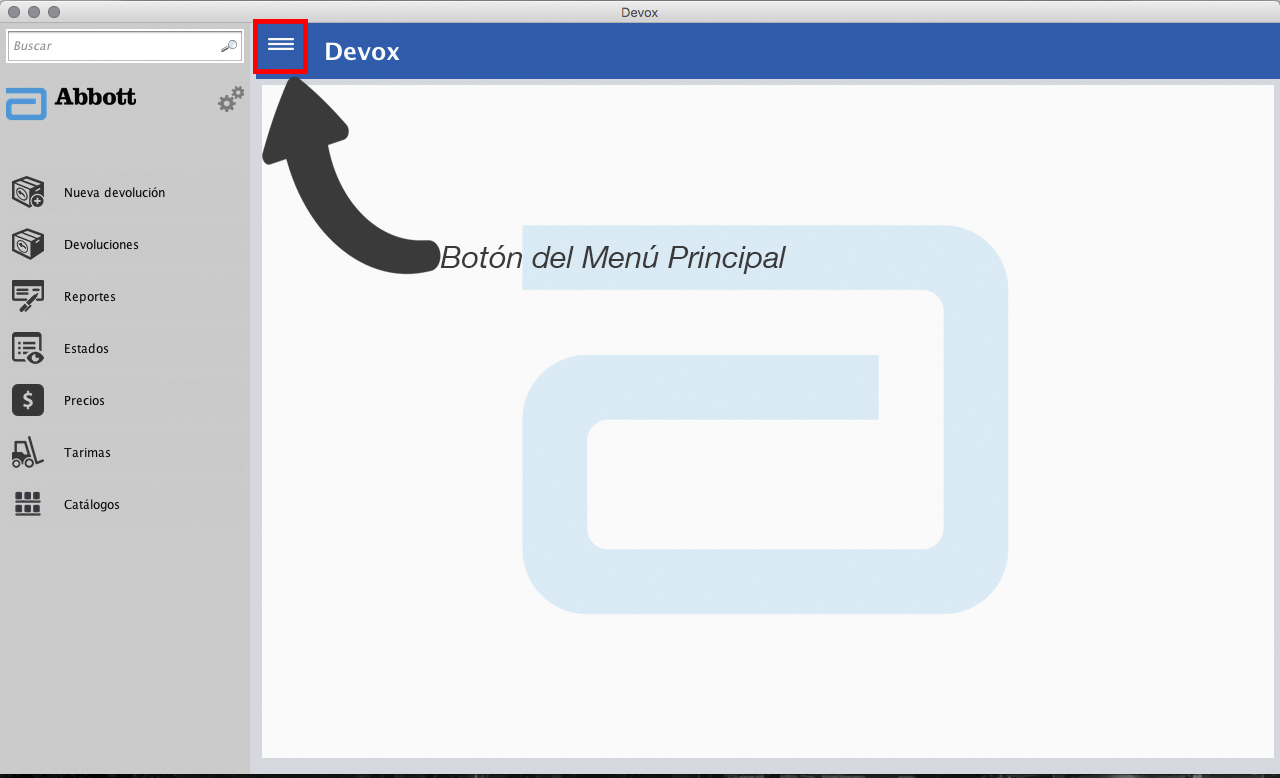 Devox
Buscar
Devox
Abbott
Nueva devolución
Devoluciones
Reportes
Estados
$
Precios
Tarimas
Catálogos
Botón del Menú Principal